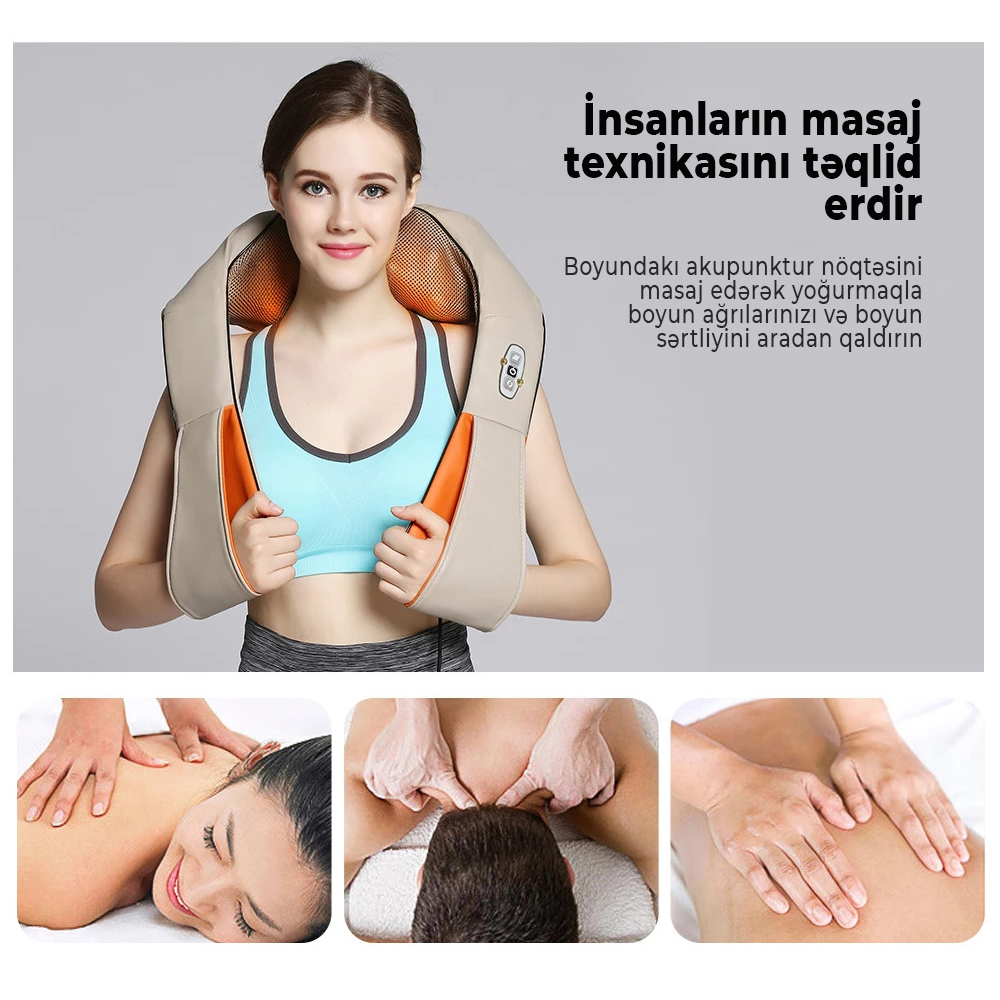 İnsanların masaj
texnikasını təqlid
erdir
Boyundakı akupunktur nöqtəsini
masaj edərək yoğurmaqla
boyun ağrılarınızı və boyun
sərtliyini aradan qaldırın